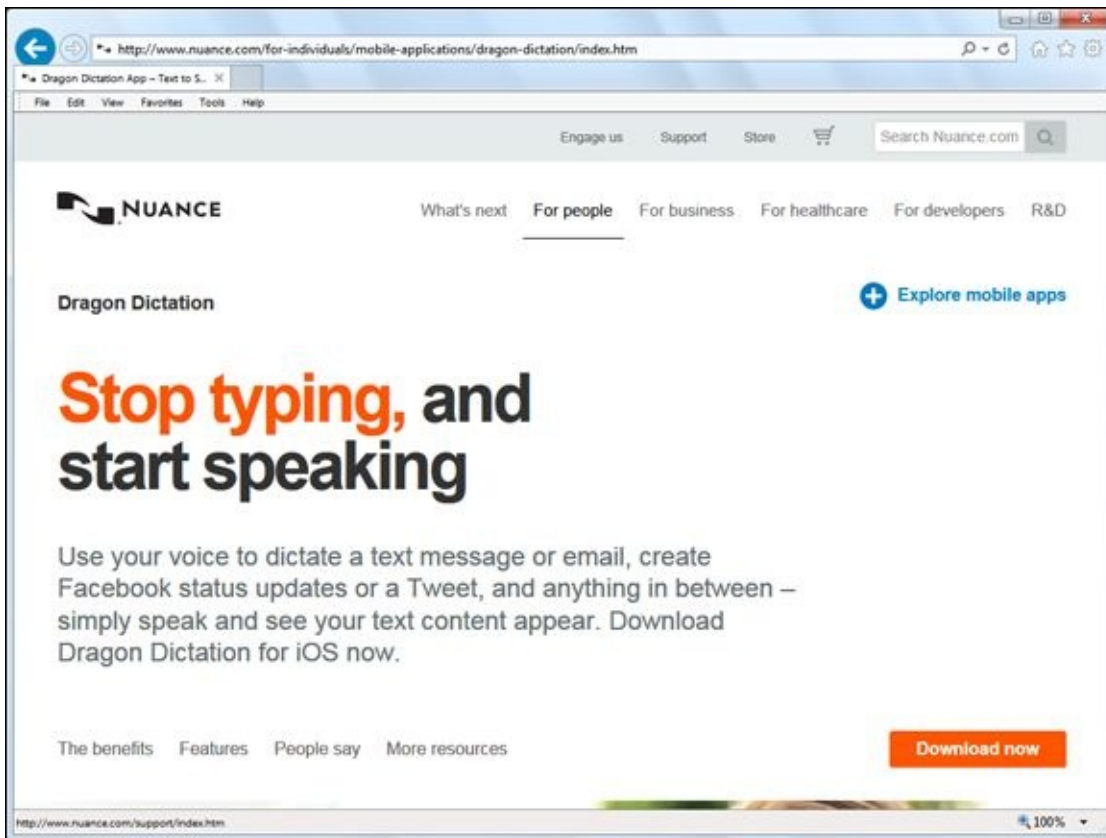 http://www.nuance.com/for-individuals/mobile-applications/dragon-dictation/index.htm
Dragon Dictation App – Text to S...
File Edit View Favorites Tools Help
Engage us Support Store Search Nuance.com
NUANCE What's next For people For business For healthcare For developers R&D
Dragon Dictation Explore mobile apps
Stop typing, and
start speaking
Use your voice to dictate a text message or email, create
Facebook status updates or a Tweet, and anything in between –
simply speak and see your text content appear. Download
Dragon Dictation for iOS now.
The benefits Features People say More resources Download now
http://www.nuance.com/support/index.htm 100%